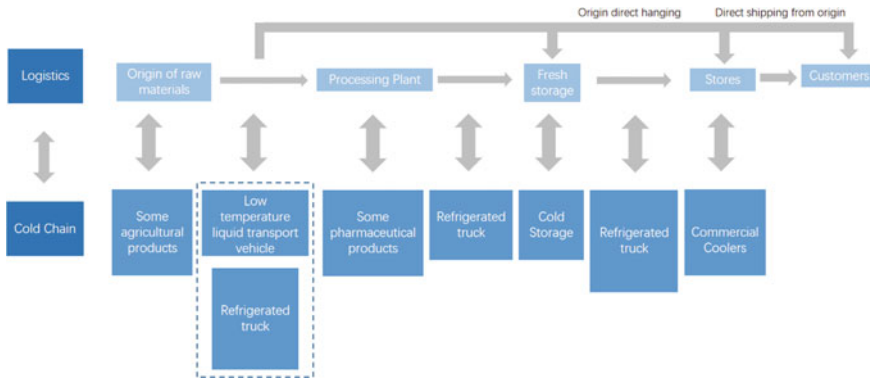 Origin direct hanging
Direct shipping from origin
Logistics
Origin of raw
materials
Processing Plant
Fresh
storage
Stores
Customers
Cold Chain
Some
agricultural
products
Low
temperature
liquid transport
vehicle
Refrigerated
truck
Some
pharmaceutical
products
Refrigerated
truck
Cold
Storage
Refrigerated
truck
Commercial
Coolers